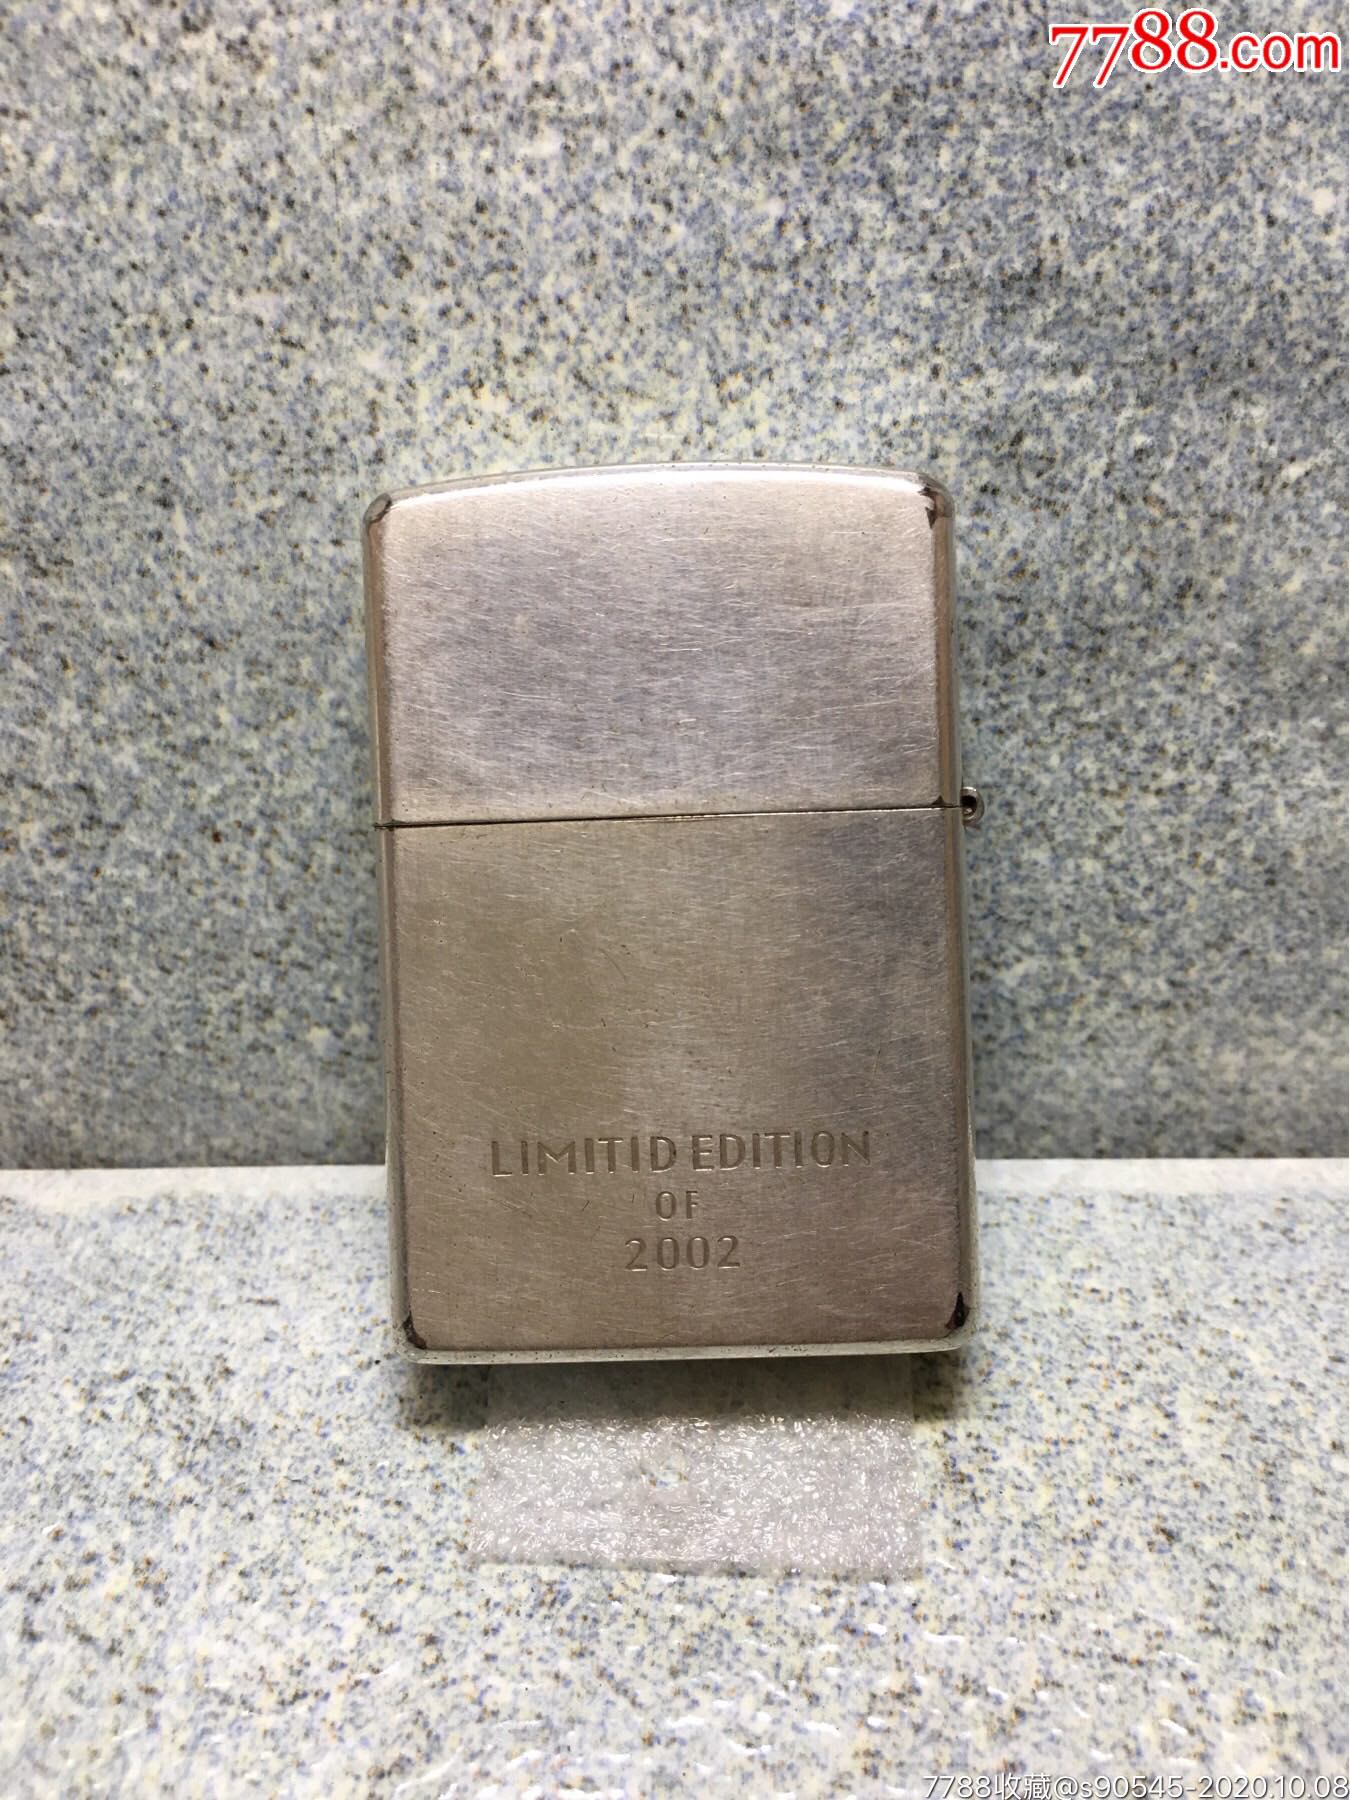 7788.com
LIMITID EDITION
OF
2002
7788收藏@s90545-2020.10.08